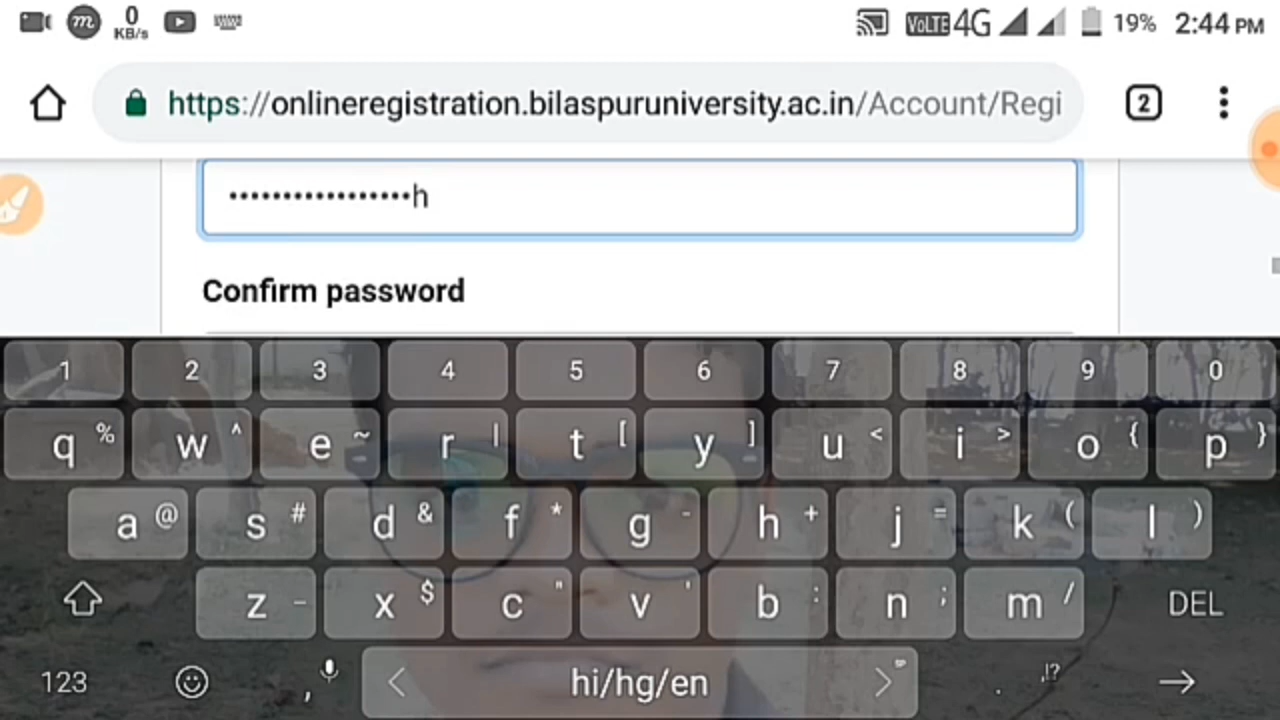 m 0 KB/s VoLTE 4G 19% 2:44 PM
https://onlineregistration.bilaspuruniversity.ac.in/Account/Regi 2
•••••••••••••••••h
Confirm password
1 2 3 4 5 6 7 8 9 0
q % w ^ e ~ r | t [ y ] u < i > o { p }
a @ s # d & f * g - h + j = k ( l )
z _ x $ c " v ' b : n ; m / DEL
123 , < hi/hg/en > . !?